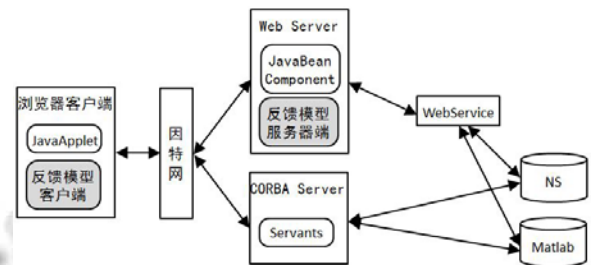 浏览器客户端
JavaApplet
反馈模型
客户端
因
特
网
Web Server
JavaBean
Component
反馈模型
服务器端
CORBA Server
Servants
WebService
NS
Matlab